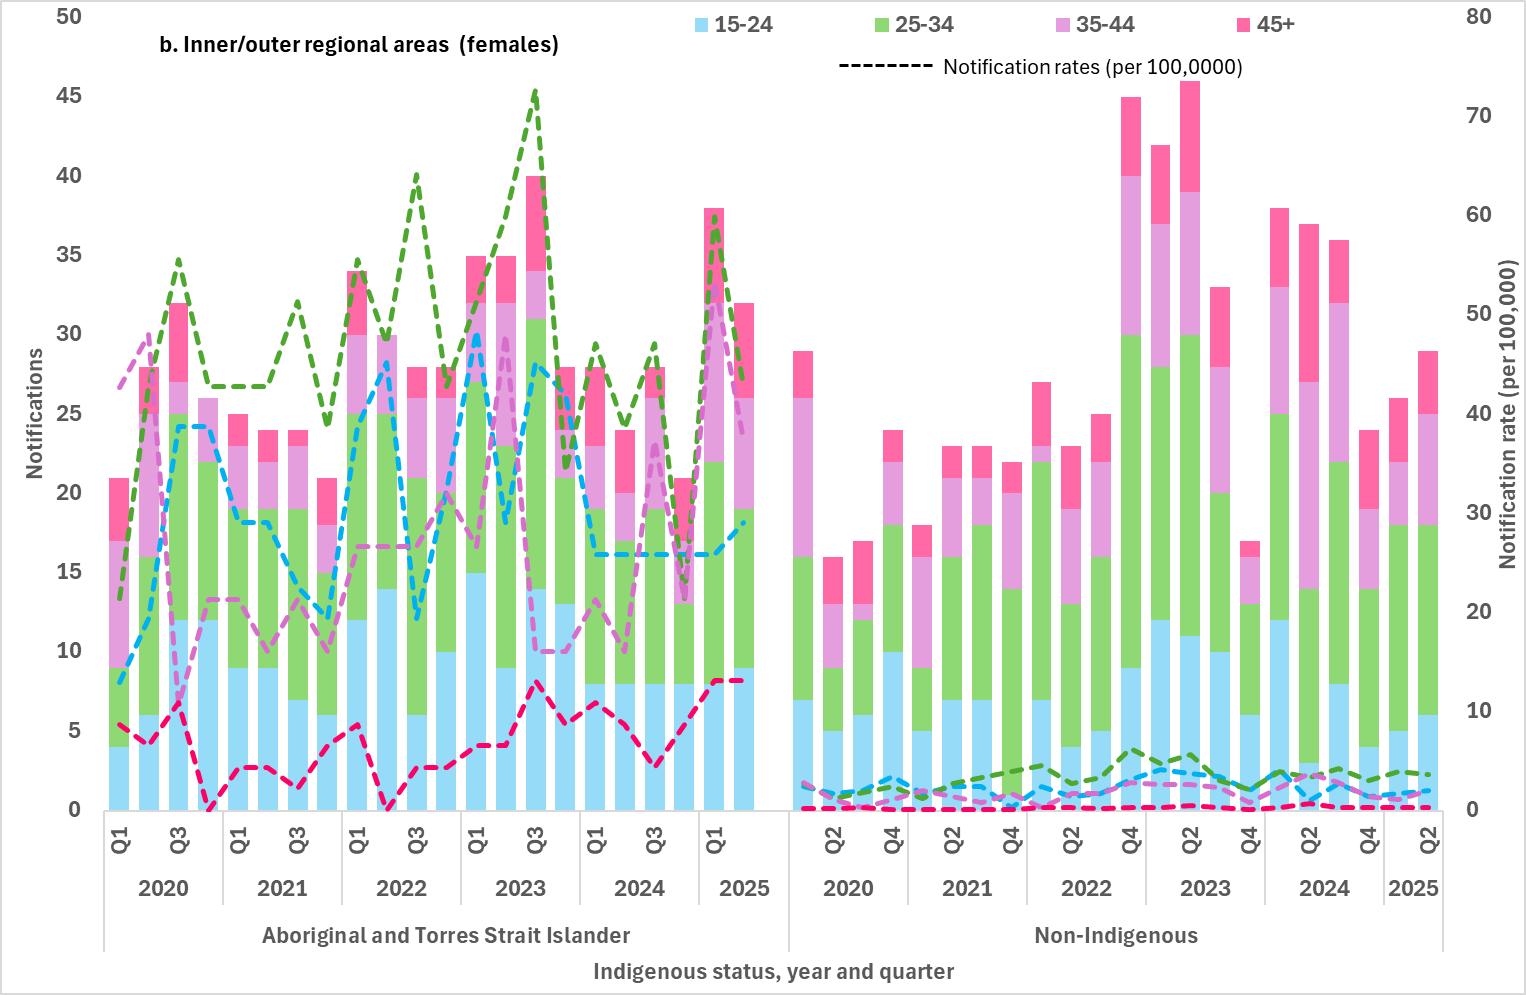 50
80
15-24
25-34
35-44
45+
b. Inner/outer regional areas (females)
Notification rates (per 100,0000)
45
70
40
60
35
50
30
25
40
20
30
15
20
10
10
5
0
0
Notifications
Notification rate (per 100,000)
Q1 Q3 Q1 Q3 Q1 Q3 Q1 Q3 Q1 Q3 Q1 Q2 Q4 Q2 Q4 Q2 Q4 Q2 Q4 Q2 Q4 Q2
2020 2021 2022 2023 2024 2025 2020 2021 2022 2023 2024 2025
Aboriginal and Torres Strait Islander
Non-Indigenous
Indigenous status, year and quarter